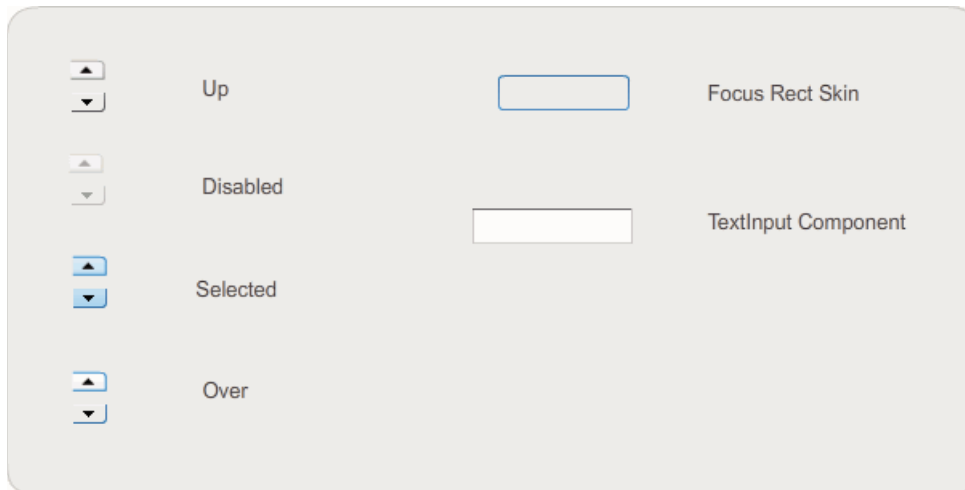 Up
Focus Rect Skin
Disabled
TextInput Component
Selected
Over